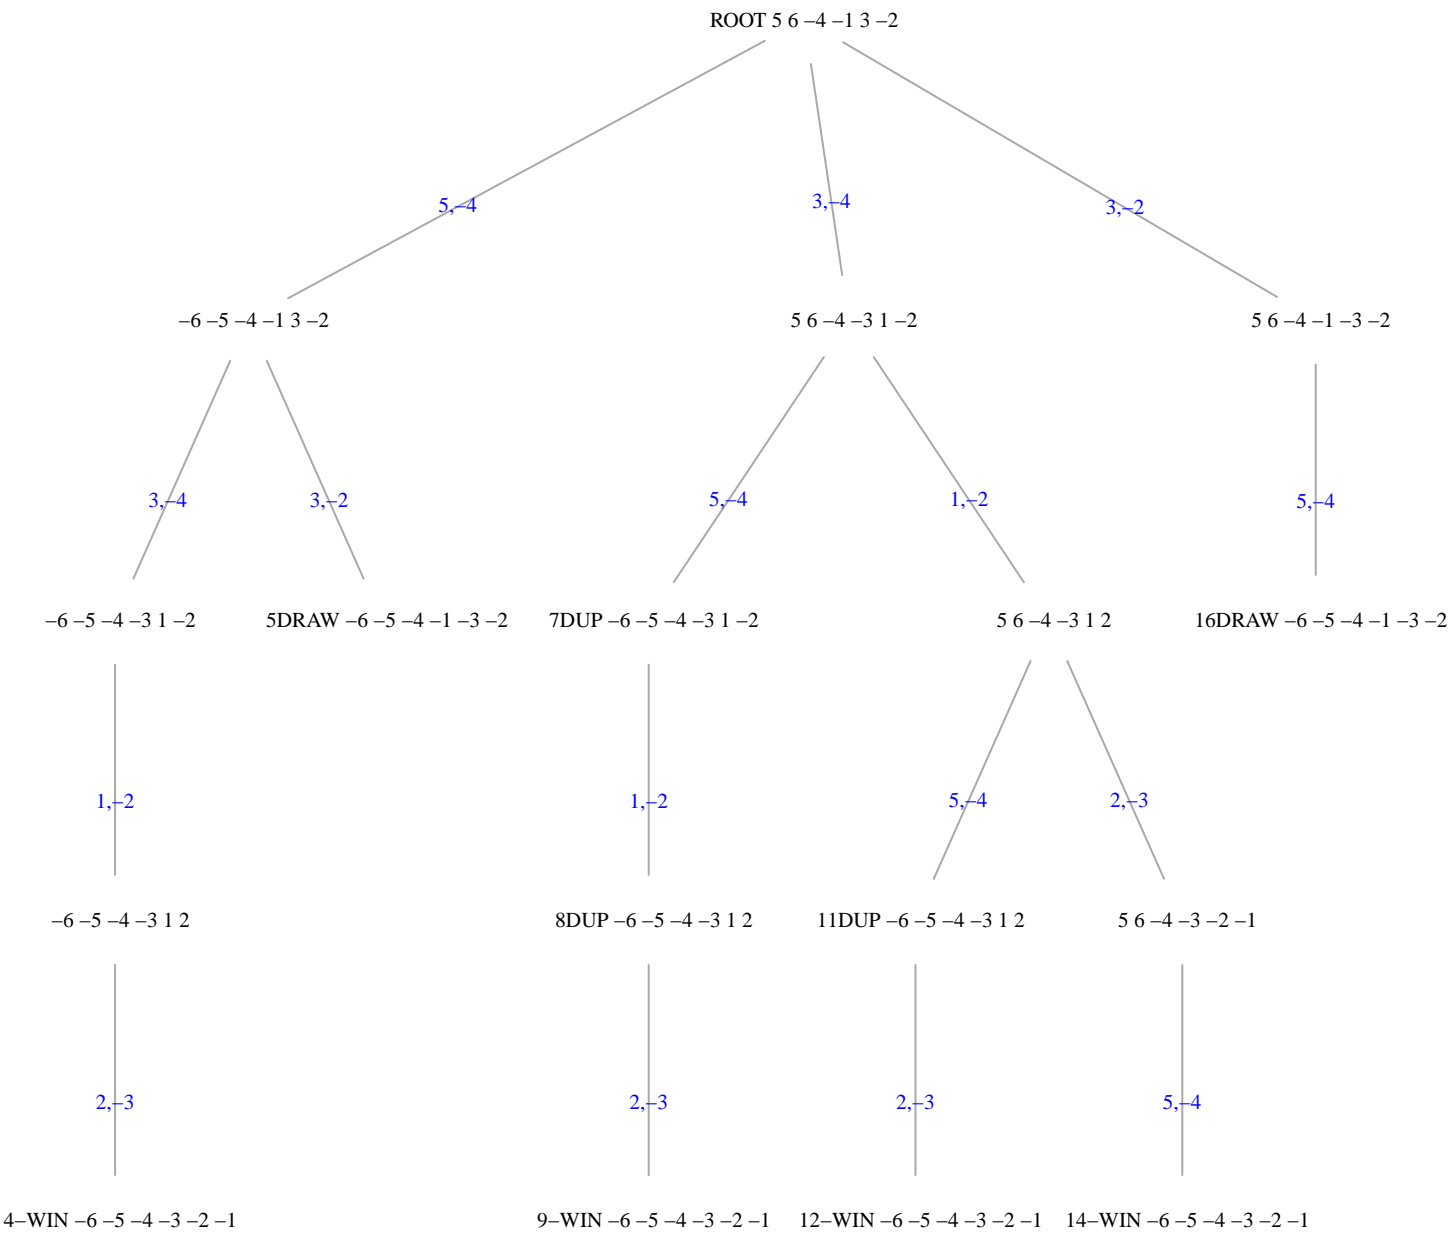 ROOT 5 6 –4 –1 3 –2
5,–4
3,–4
3,–2
–6 –5 –4 –1 3 –2
5 6 –4 –3 1 –2
5 6 –4 –1 –3 –2
3,–4
3,–2
5,–4
1,–2
5,–4
–6 –5 –4 –3 1 –2
5DRAW –6 –5 –4 –1 –3 –2
7DUP –6 –5 –4 –3 1 –2
5 6 –4 –3 1 2
16DRAW –6 –5 –4 –1 –3 –2
1,–2
1,–2
5,–4
2,–3
–6 –5 –4 –3 1 2
8DUP –6 –5 –4 –3 1 2
11DUP –6 –5 –4 –3 1 2
5 6 –4 –3 –2 –1
2,–3
2,–3
2,–3
5,–4
4–WIN –6 –5 –4 –3 –2 –1
9–WIN –6 –5 –4 –3 –2 –1
12–WIN –6 –5 –4 –3 –2 –1
14–WIN –6 –5 –4 –3 –2 –1